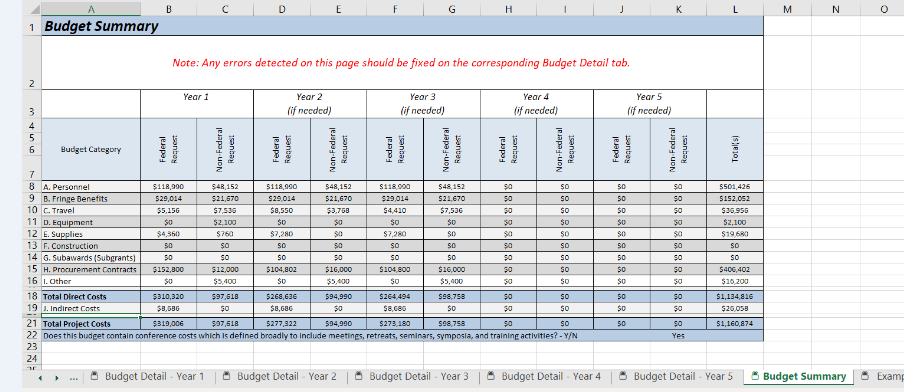 A B C D E F G H I J K L M N O
1 Budget Summary
2 Note: Any errors detected on this page should be fixed on the corresponding Budget Detail tab.
3 Year 1 Year 2 (if needed) Year 3 (if needed) Year 4 (if needed) Year 5 (if needed)
4
5
6
7
Budget Category Federal Request Non-Federal Request Federal Request Non-Federal Request Federal Request Non-Federal Request Federal Request Non-Federal Request Federal Request Non-Federal Request Total(s)
8 A. Personnel $118,990 $48,152 $118,990 $48,152 $118,990 $48,152 $0 $0 $0 $0 $501,426
9 B. Fringe Benefits $29,014 $21,670 $29,014 $21,670 $29,014 $21,670 $0 $0 $0 $0 $152,052
10 C. Travel $5,156 $7,536 $8,550 $3,768 $4,410 $7,536 $0 $0 $0 $0 $36,956
11 D. Equipment $0 $2,100 $0 $0 $0 $0 $0 $0 $0 $0 $2,100
12 E. Supplies $4,360 $760 $7,280 $0 $7,280 $0 $0 $0 $0 $0 $19,680
13 F. Construction $0 $0 $0 $0 $0 $0 $0 $0 $0 $0 $0
14 G. Subawards (Subgrants) $0 $0 $0 $0 $0 $0 $0 $0 $0 $0 $0
15 H. Procurement Contracts $152,800 $12,000 $104,802 $16,000 $104,800 $16,000 $0 $0 $0 $0 $406,402
16 I. Other $0 $5,400 $0 $5,400 $0 $5,400 $0 $0 $0 $0 $16,200
18 Total Direct Costs $310,320 $97,618 $268,636 $94,990 $264,494 $98,758 $0 $0 $0 $0 $1,134,816
19 J. Indirect Costs $8,686 $0 $8,686 $0 $8,686 $0 $0 $0 $0 $0 $26,058
21 Total Project Costs $319,006 $97,618 $277,322 $94,990 $273,180 $98,758 $0 $0 $0 $0 $1,160,874
22 Does this budget contain conference costs which is defined broadly to include meetings, retreats, seminars, symposia, and training activities? - Y/N Yes
23
24
... Budget Detail - Year 1 Budget Detail - Year 2 Budget Detail - Year 3 Budget Detail - Year 4 Budget Detail - Year 5 Budget Summary Examp